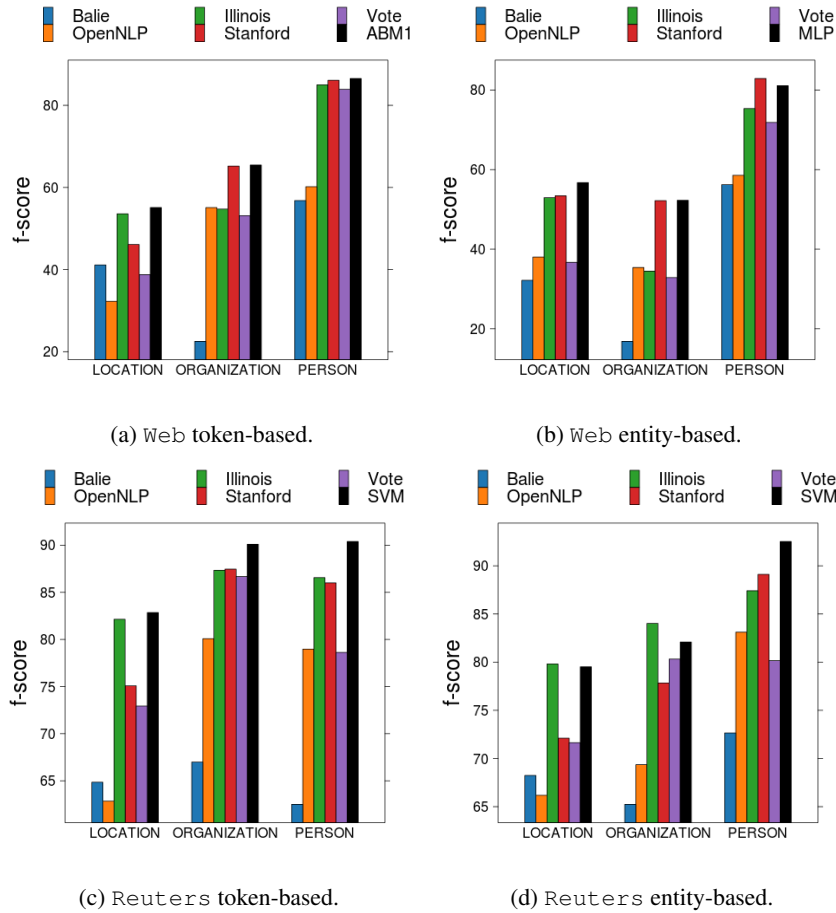 Balie Illinois Vote
OpenNLP Stanford ABM1
80
60
40
20
f-score
LOCATION ORGANIZATION PERSON
(a) Web token-based.
Balie Illinois Vote
OpenNLP Stanford MLP
80
60
40
20
f-score
LOCATION ORGANIZATION PERSON
(b) Web entity-based.
Balie Illinois Vote
OpenNLP Stanford SVM
90
85
80
75
70
65
f-score
LOCATION ORGANIZATION PERSON
(c) Reuters token-based.
Balie Illinois Vote
OpenNLP Stanford SVM
90
85
80
75
70
65
f-score
LOCATION ORGANIZATION PERSON
(d) Reuters entity-based.